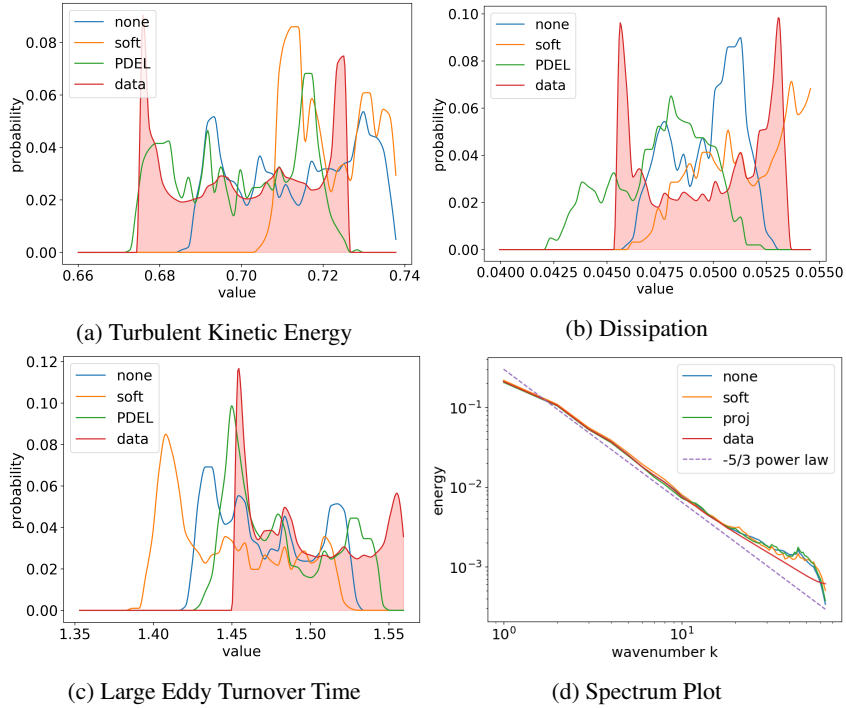 none
soft
PDEL
data
probability
0.08
0.06
0.04
0.02
0.00
0.66 0.68 0.70 0.72 0.74
value
(a) Turbulent Kinetic Energy
none
soft
PDEL
data
probability
0.10
0.08
0.06
0.04
0.02
0.00
0.0400 0.0425 0.0450 0.0475 0.0500 0.0525 0.0550
value
(b) Dissipation
none
soft
PDEL
data
probability
0.12
0.10
0.08
0.06
0.04
0.02
0.00
1.35 1.40 1.45 1.50 1.55
value
(c) Large Eddy Turnover Time
none
soft
proj
data
-5/3 power law
energy
10⁻¹
10⁻²
10⁻³
10⁰ 10¹
wavenumber k
(d) Spectrum Plot